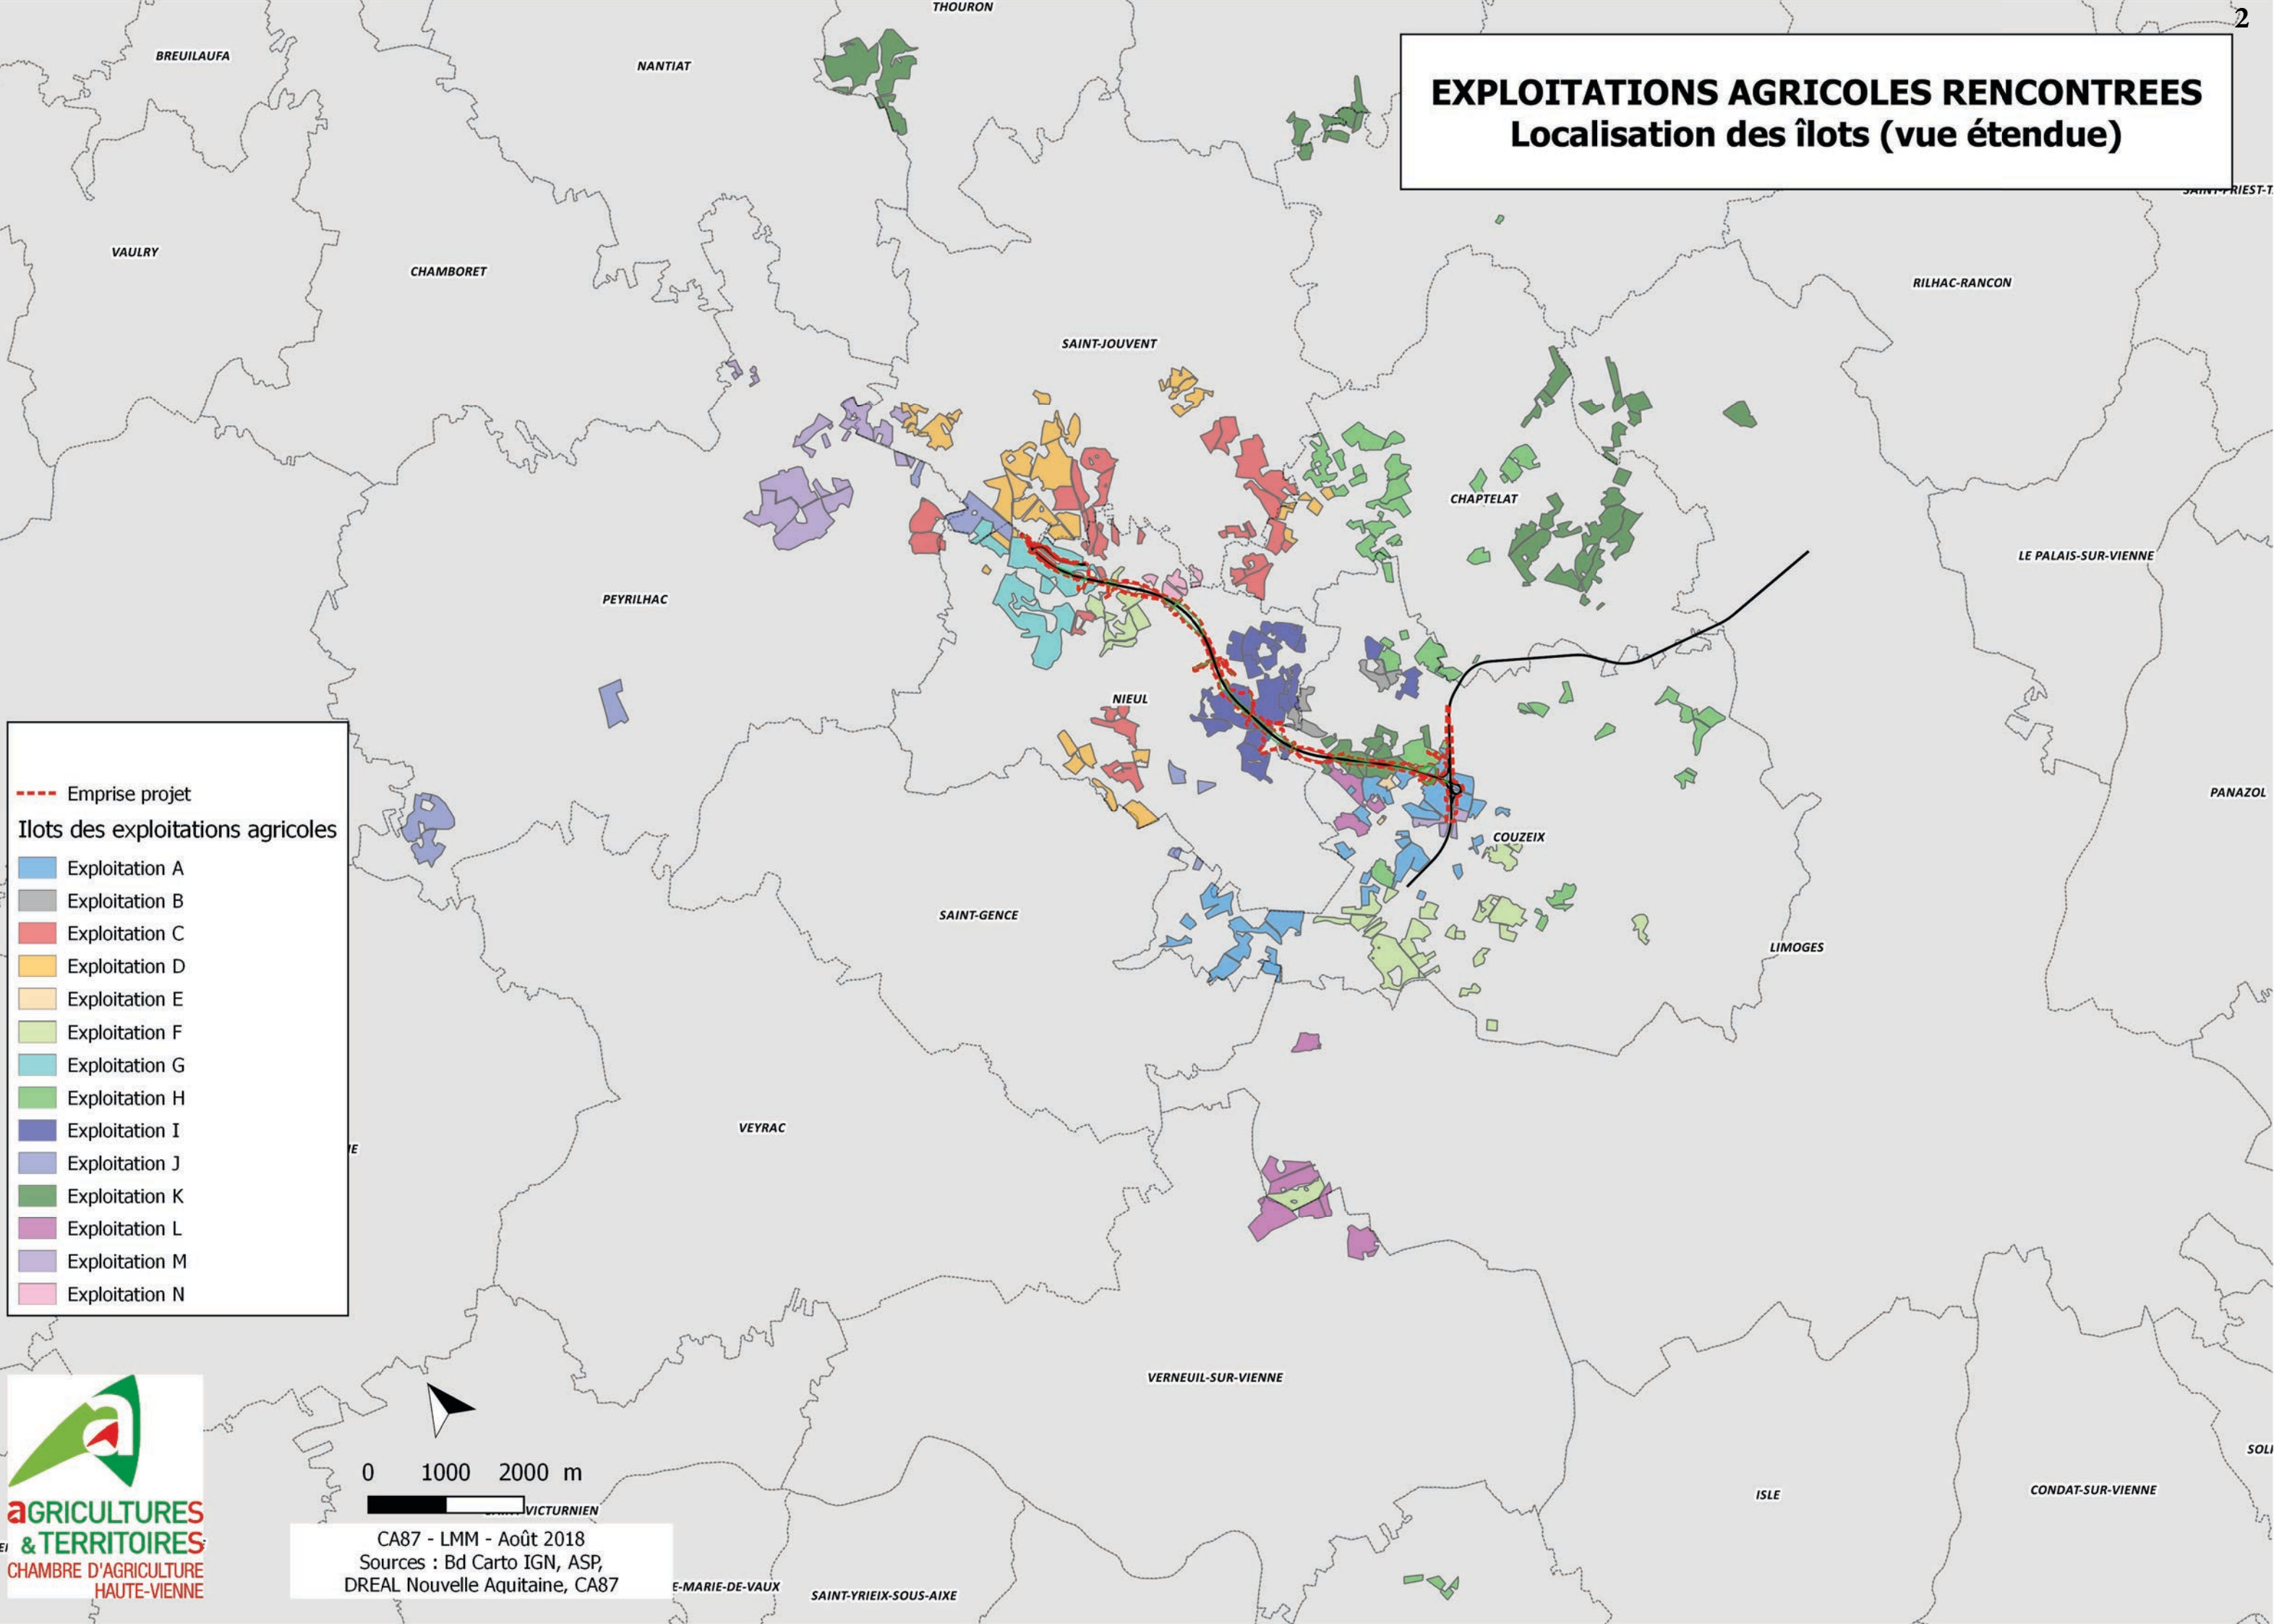 2
THOURON
BREUILAUFA
NANTIAT
EXPLOITATIONS AGRICOLES RENCONTREES
Localisation des îlots (vue étendue)
VAULRY
CHAMBORET
RILHAC-RANCON
SAINT-JOUVENT
CHAPTELAT
LE PALAIS-SUR-VIENNE
PEYRILHAC
NIEUL
PANAZOL
COUZEIX
SAINT-GENCE
LIMOGES
VEYRAC
Emprise projet
Ilots des exploitations agricoles
Exploitation A
Exploitation B
Exploitation C
Exploitation D
Exploitation E
Exploitation F
Exploitation G
Exploitation H
Exploitation I
Exploitation J
Exploitation K
Exploitation L
Exploitation M
Exploitation N
VERNEUIL-SUR-VIENNE
ISLE
CONDAT-SUR-VIENNE
0 1000 2000 m
VICTURNIEN
CA87 - LMM - Août 2018
Sources : Bd Carto IGN, ASP,
DREAL Nouvelle Aquitaine, CA87
aGRICULTURES
& TERRITOIRES
CHAMBRE D'AGRICULTURE
HAUTE-VIENNE
E-MARIE-DE-VAUX
SAINT-YRIEIX-SOUS-AIXE